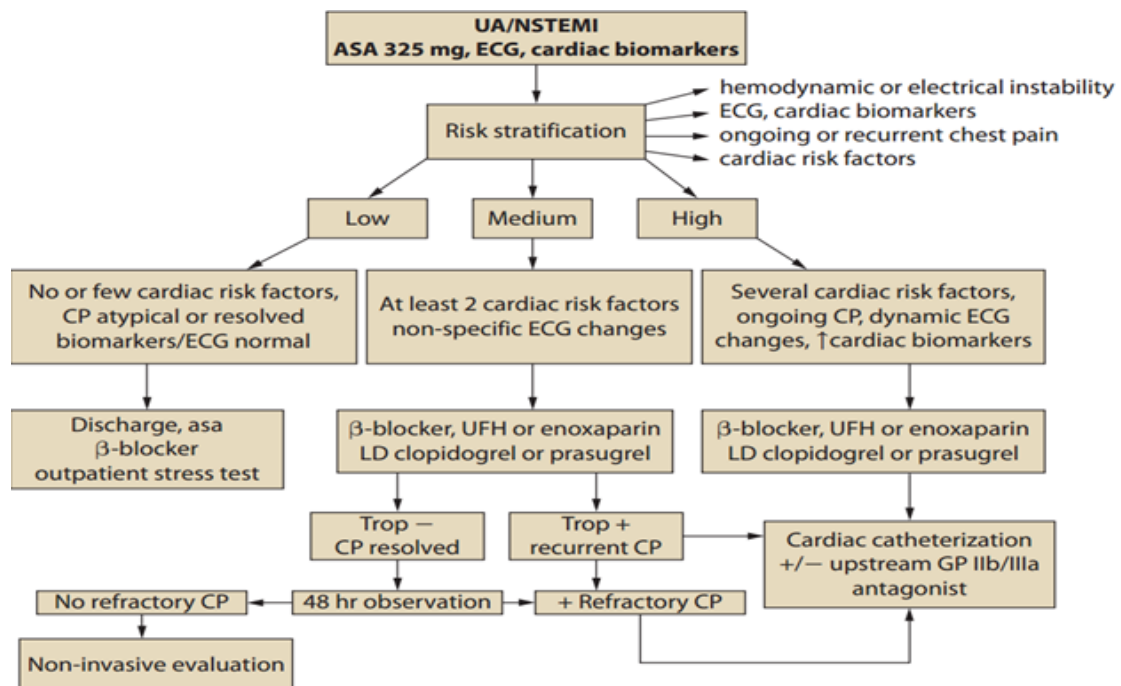 UA/NSTEMI
ASA 325 mg, ECG, cardiac biomarkers
Risk stratification
hemodynamic or electrical instability
ECG, cardiac biomarkers
ongoing or recurrent chest pain
cardiac risk factors
Low
Medium
High
No or few cardiac risk factors,
CP atypical or resolved
biomarkers/ECG normal
At least 2 cardiac risk factors
non-specific ECG changes
Several cardiac risk factors,
ongoing CP, dynamic ECG
changes, ↑cardiac biomarkers
Discharge, asa
β-blocker
outpatient stress test
β-blocker, UFH or enoxaparin
LD clopidogrel or prasugrel
β-blocker, UFH or enoxaparin
LD clopidogrel or prasugrel
Trop −
CP resolved
Trop +
recurrent CP
Cardiac catheterization
+/− upstream GP IIb/IIIa
antagonist
No refractory CP
48 hr observation
+ Refractory CP
Non-invasive evaluation